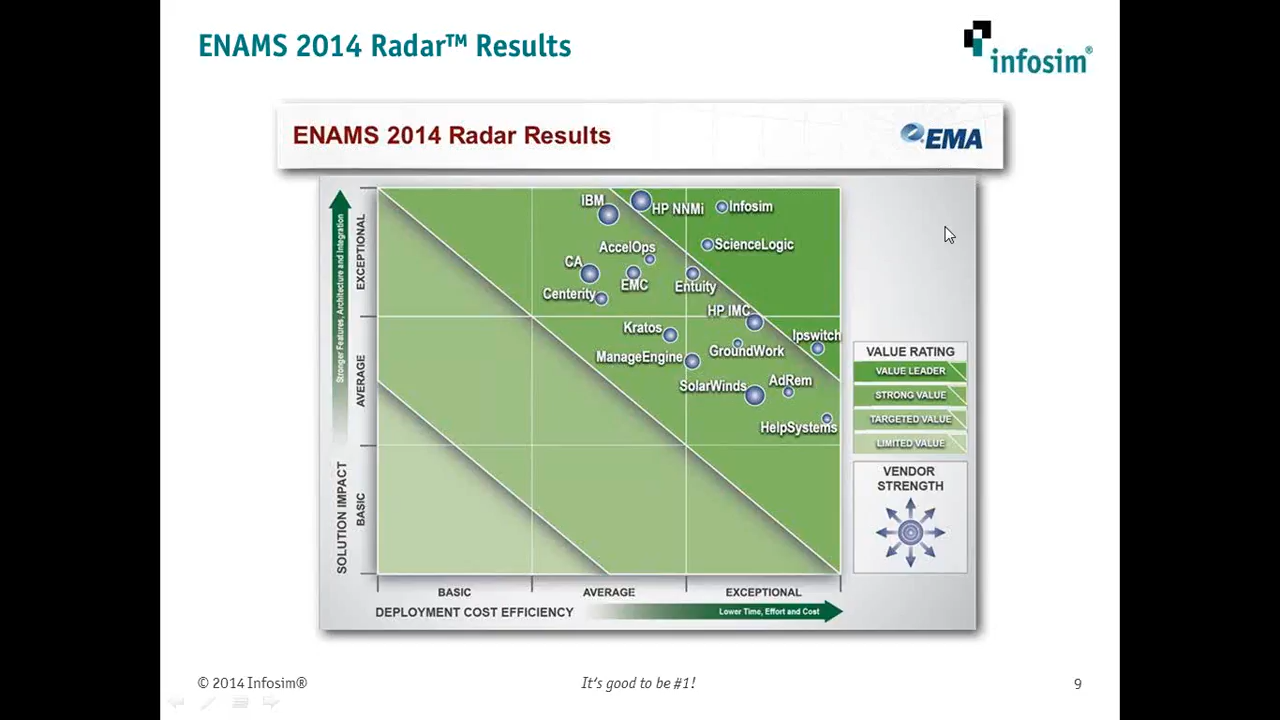 ENAMS 2014 Radar™ Results
infosim®
ENAMS 2014 Radar Results
EMA
IBM
HP NNMi
Infosim
AccelOps
ScienceLogic
CA
EMC
Entuity
Centerity
HP IMC
Kratos
Ipswitch
ManageEngine
GroundWork
SolarWinds
AdRem
HelpSystems
Stronger Features, Architecture and Integration
EXCEPTIONAL
AVERAGE
BASIC
SOLUTION IMPACT
VALUE RATING
VALUE LEADER
STRONG VALUE
TARGETED VALUE
LIMITED VALUE
VENDOR
STRENGTH
BASIC
AVERAGE
EXCEPTIONAL
DEPLOYMENT COST EFFICIENCY
Lower Time, Effort and Cost
© 2014 Infosim®
It's good to be #1!
9